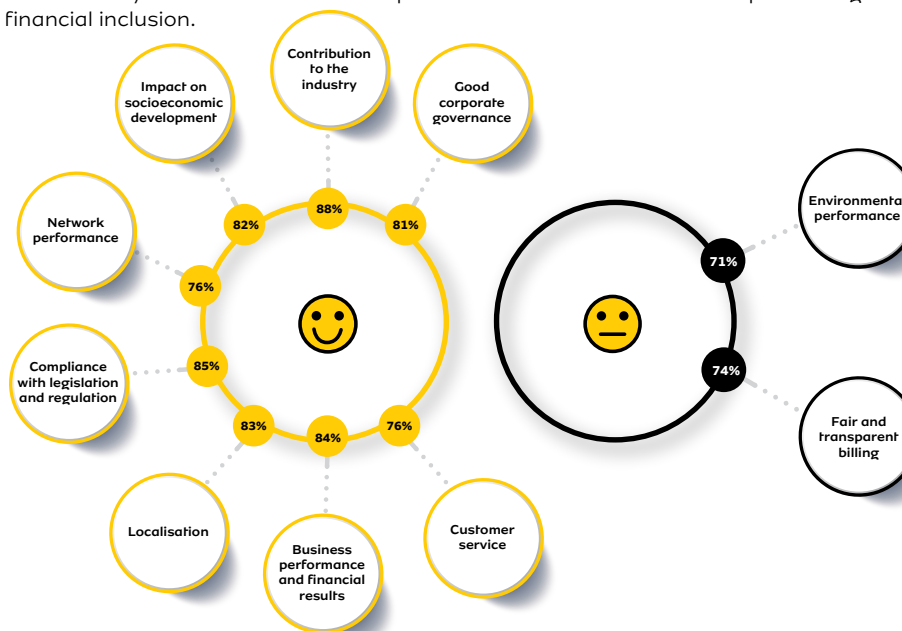 financial inclusion.
Contribution
to the
industry
Impact on
socioeconomic
development
Good
corporate
governance
Network
performance
Environmenta
performance
88%
82%
81%
76%
71%
Compliance
with legislation
and regulation
85%
74%
83%
84%
76%
Fair and
transparent
billing
Localisation
Customer
service
Business
performance
and financial
results